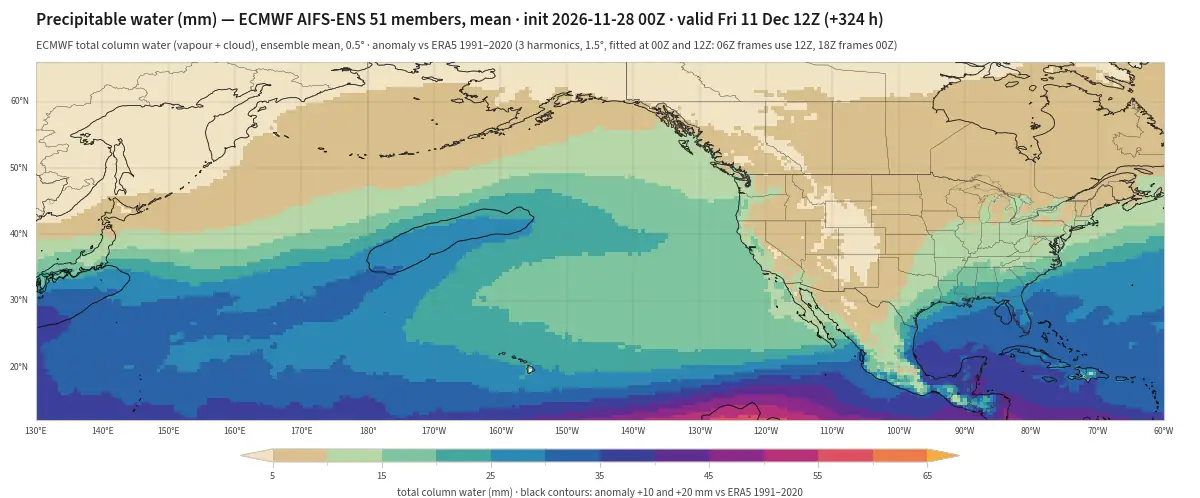 Precipitable water (mm) — ECMWF AIFS-ENS 51 members, mean · init 2026-11-28 00Z · valid Fri 11 Dec 12Z (+324 h)
ECMWF total column water (vapour + cloud), ensemble mean, 0.5° · anomaly vs ERA5 1991–2020 (3 harmonics, 1.5°, fitted at 00Z and 12Z: 06Z frames use 12Z, 18Z frames 00Z)
60°N
50°N
40°N
30°N
20°N
130°E 140°E 150°E 160°E 170°E 180° 170°W 160°W 150°W 140°W 130°W 120°W 110°W 100°W 90°W 80°W 70°W 60°W
5 15 25 35 45 55 65
total column water (mm) · black contours: anomaly +10 and +20 mm vs ERA5 1991–2020